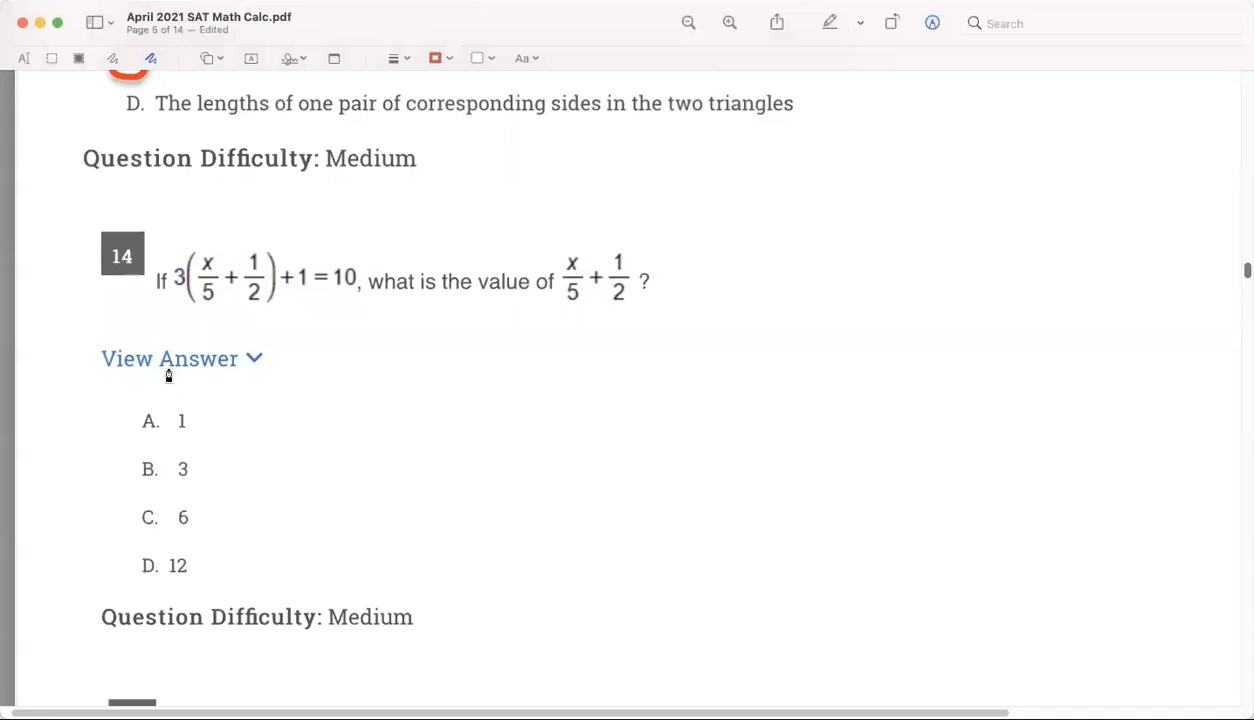 April 2021 SAT Math Calc.pdf
Page 5 of 14 — Edited
Search
Aa
D. The lengths of one pair of corresponding sides in the two triangles
Question Difficulty: Medium
14
If 3(x/5 + 1/2) + 1 = 10, what is the value of x/5 + 1/2 ?
View Answer
A. 1
B. 3
C. 6
D. 12
Question Difficulty: Medium